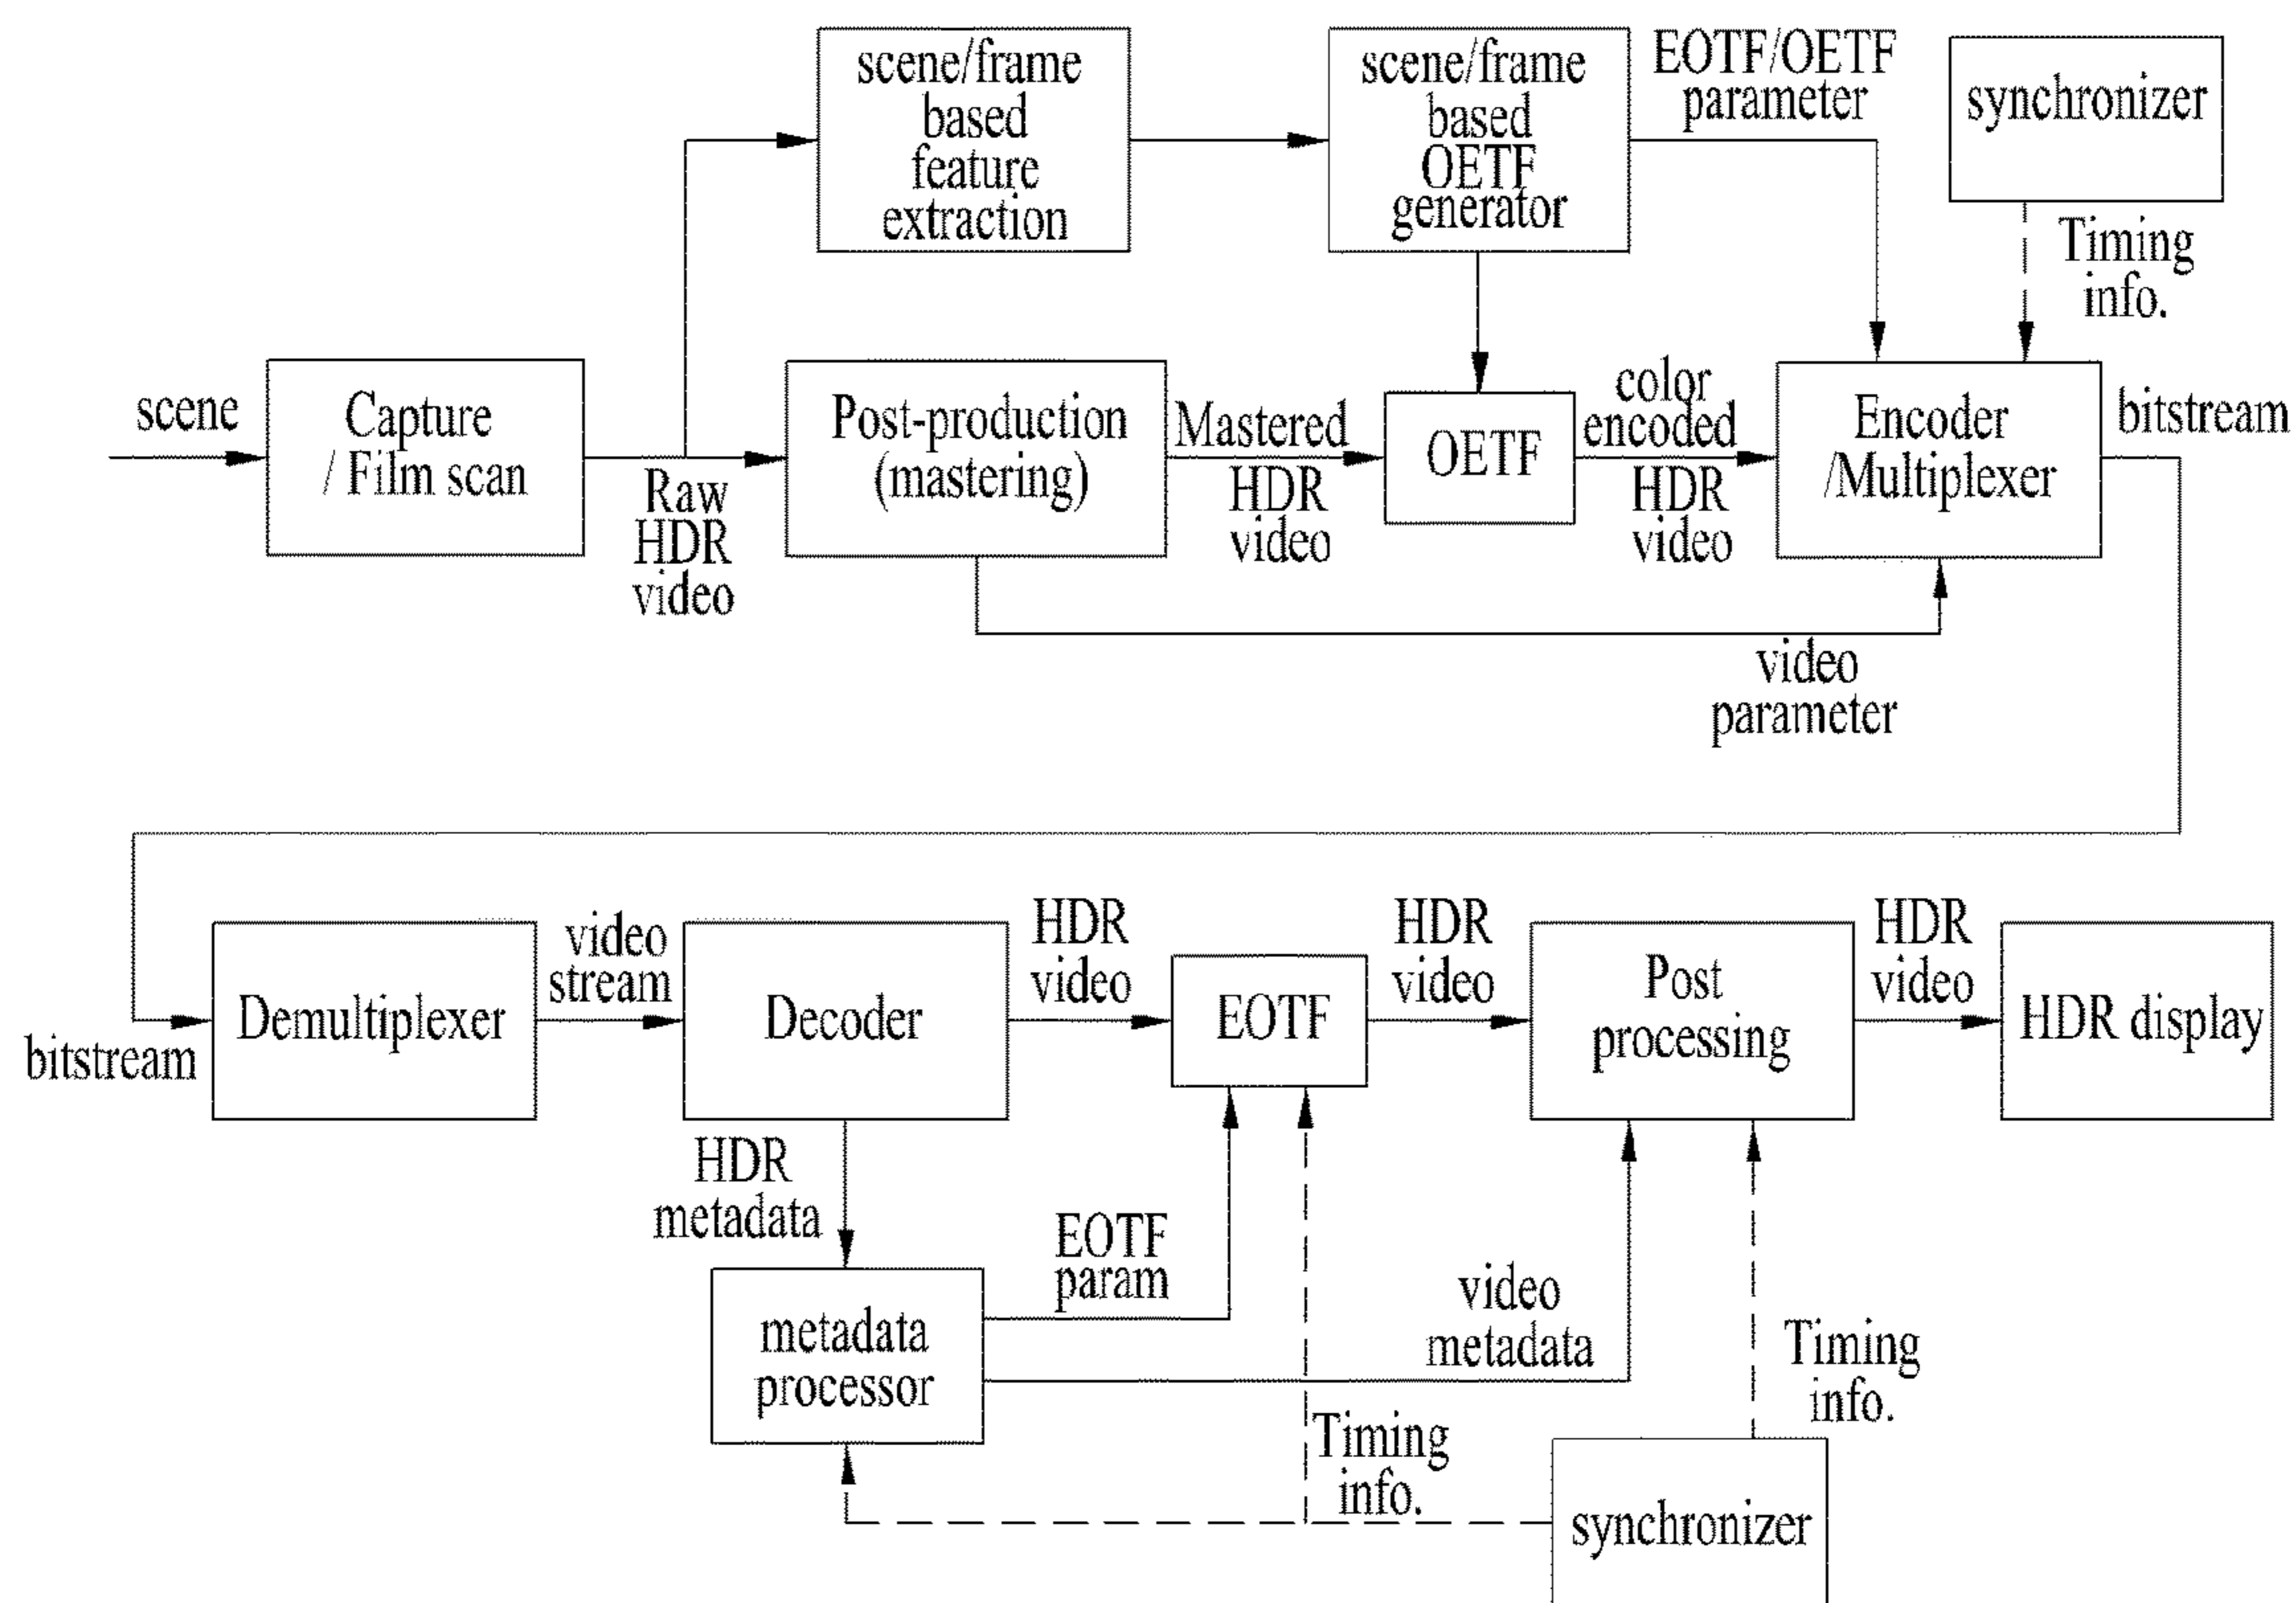 scene/frame
based
feature
extraction
scene/frame
based
OETF
generator
EOTF/OETF
parameter
synchronizer
Timing
info.
scene
Capture
/ Film scan
Raw
HDR
video
Post-production
(mastering)
Mastered
HDR
video
OETF
color
encoded
HDR
video
Encoder
/Multiplexer
bitstream
video
parameter
bitstream
Demultiplexer
video
stream
Decoder
HDR
video
EOTF
HDR
video
Post
processing
HDR
video
HDR display
HDR
metadata
metadata
processor
EOTF
param
video
metadata
Timing
info.
Timing
info.
synchronizer